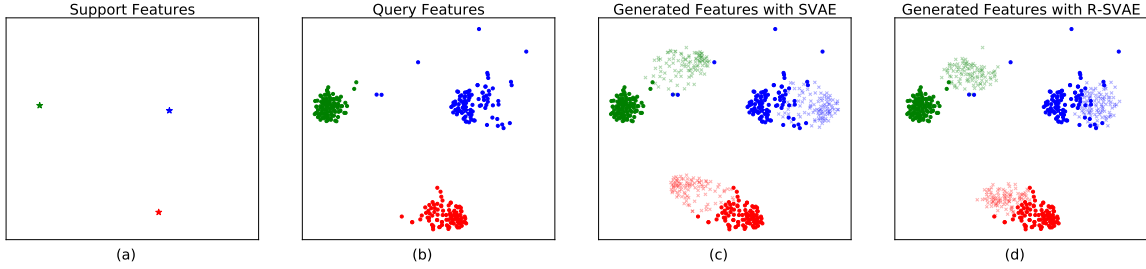 Support Features
Query Features
Generated Features with SVAE
Generated Features with R-SVAE
(a)
(b)
(c)
(d)